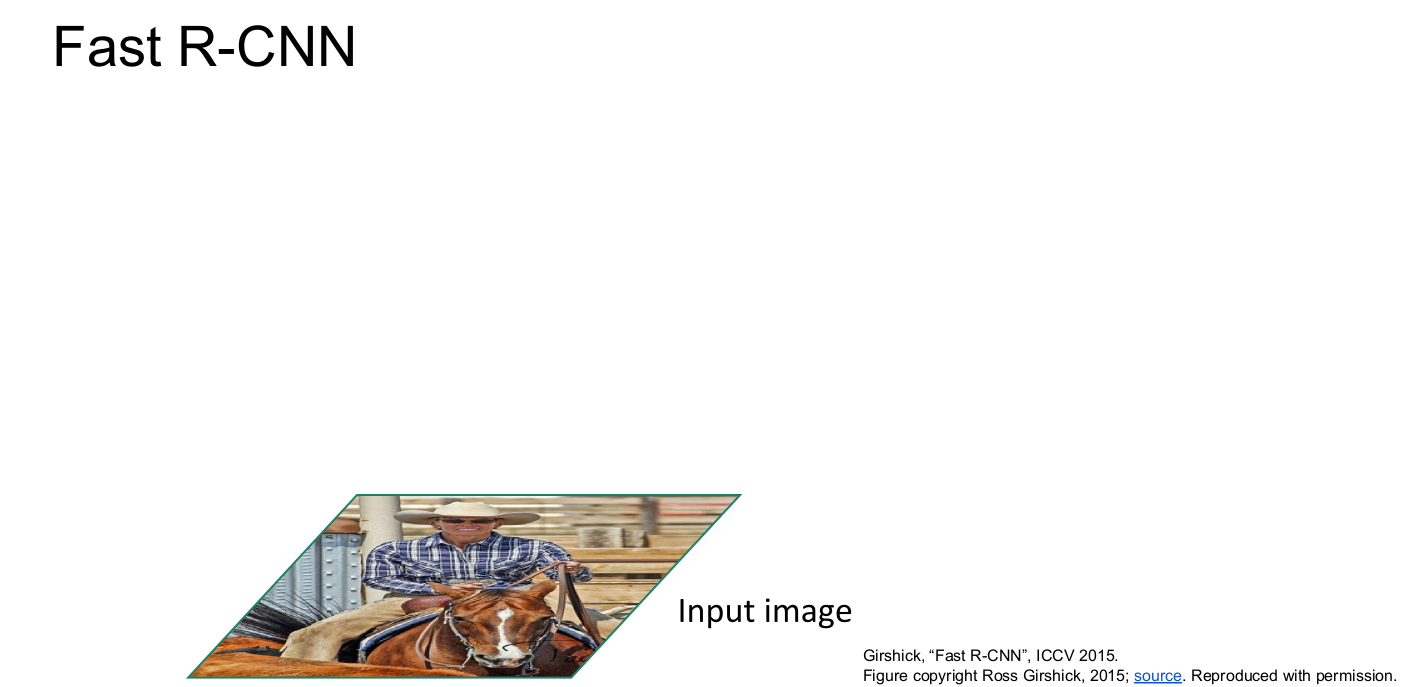 Fast R-CNN
Input image
Girshick, “Fast R-CNN”, ICCV 2015.
Figure copyright Ross Girshick, 2015; source. Reproduced with permission.